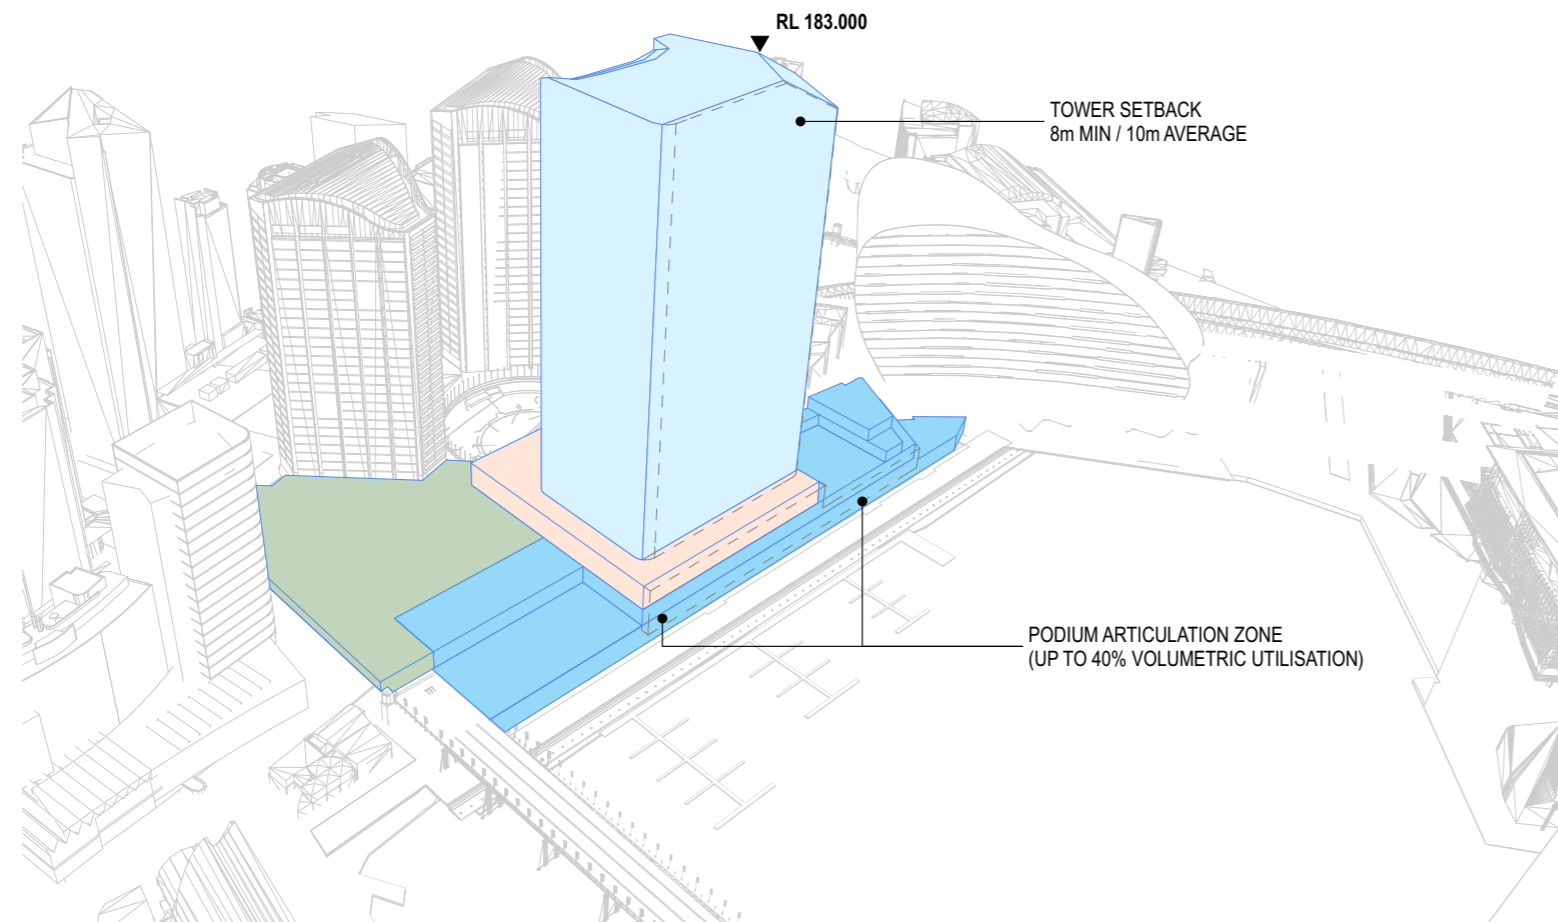 RL 183.000
TOWER SETBACK
8m MIN / 10m AVERAGE
PODIUM ARTICULATION ZONE
(UP TO 40% VOLUMETRIC UTILISATION)